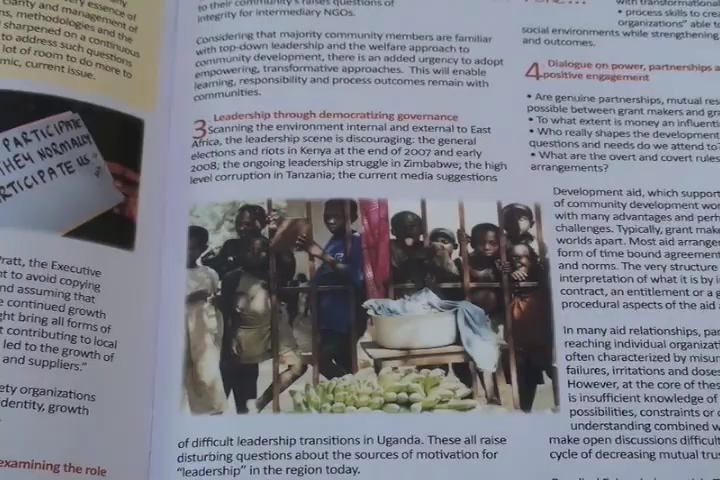 very essence of
clarity and management of
ns, methodologies and the
sharpened on a continuous
to address such questions
lot of room to do more to
mic, current issue.
PARTICIPATE
THEY NORMALLY
PARTICIPATE US."
Pratt, the Executive
nt to avoid copying
nd assuming that
e continued growth
ght bring all forms of
t contributing to local
led to the growth of
and suppliers."
ety organizations
identity, growth
examining the role
to their community's raises questions of
integrity for intermediary NGOs.
Considering that majority community members are familiar
with top-down leadership and the welfare approach to
community development, there is an added urgency to adopt
empowering, transformative approaches. This will enable
learning, responsibility and process outcomes remain with
communities.
3 Leadership through democratizing governance
Scanning the environment internal and external to East
Africa, the leadership scene is discouraging: the general
elections and riots in Kenya at the end of 2007 and early
2008; the ongoing leadership struggle in Zimbabwe; the high
level corruption in Tanzania; the current media suggestions
of difficult leadership transitions in Uganda. These all raise
disturbing questions about the sources of motivation for
"leadership" in the region today.
with transformational
• process skills to crea
organizations" able t
social environments while strengthening
and outcomes.
4 Dialogue on power, partnerships a
positive engagement
• Are genuine partnerships, mutual res
possible between grant makers and gra
• To what extent is money an influenti
• Who really shapes the development
questions and needs do we attend to?
• What are the overt and covert rules
arrangements?
Development aid, which support
of community development wor
with many advantages and perh
challenges. Typically, grant make
worlds apart. Most aid arrange
form of time bound agreement
and norms. The very structure
interpretation of what it is by i
contract, an entitlement or a g
procedural aspects of the aid
In many aid relationships, par
reaching individual organizati
often characterized by misun
failures, irritations and doses
However, at the core of thes
is insufficient knowledge of
possibilities, constraints or
understanding combined w
make open discussions difficult
cycle of decreasing mutual trus